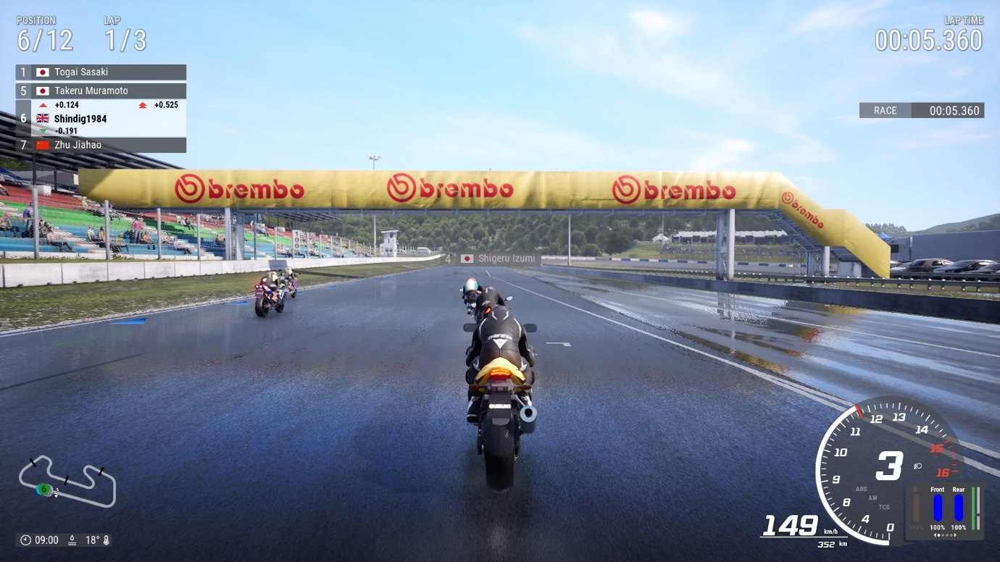 POSITION
6/12
LAP
1/3
LAP TIME
00:05.360
1 Togai Sasaki
5 Takeru Muramoto
+0.124 +0.525
6 Shindig1984
-0.191
7 Zhu Jiahao
RACE 00:05.360
brembo brembo brembo brembo
4 Shigeru Izumi
SUZUKI
12 13
11 14
10 15
3
9 16
8 ABS
AW
TCS
4 0
149 km/h
352 km
Front Rear
100% 100% 100%
09:00 18°